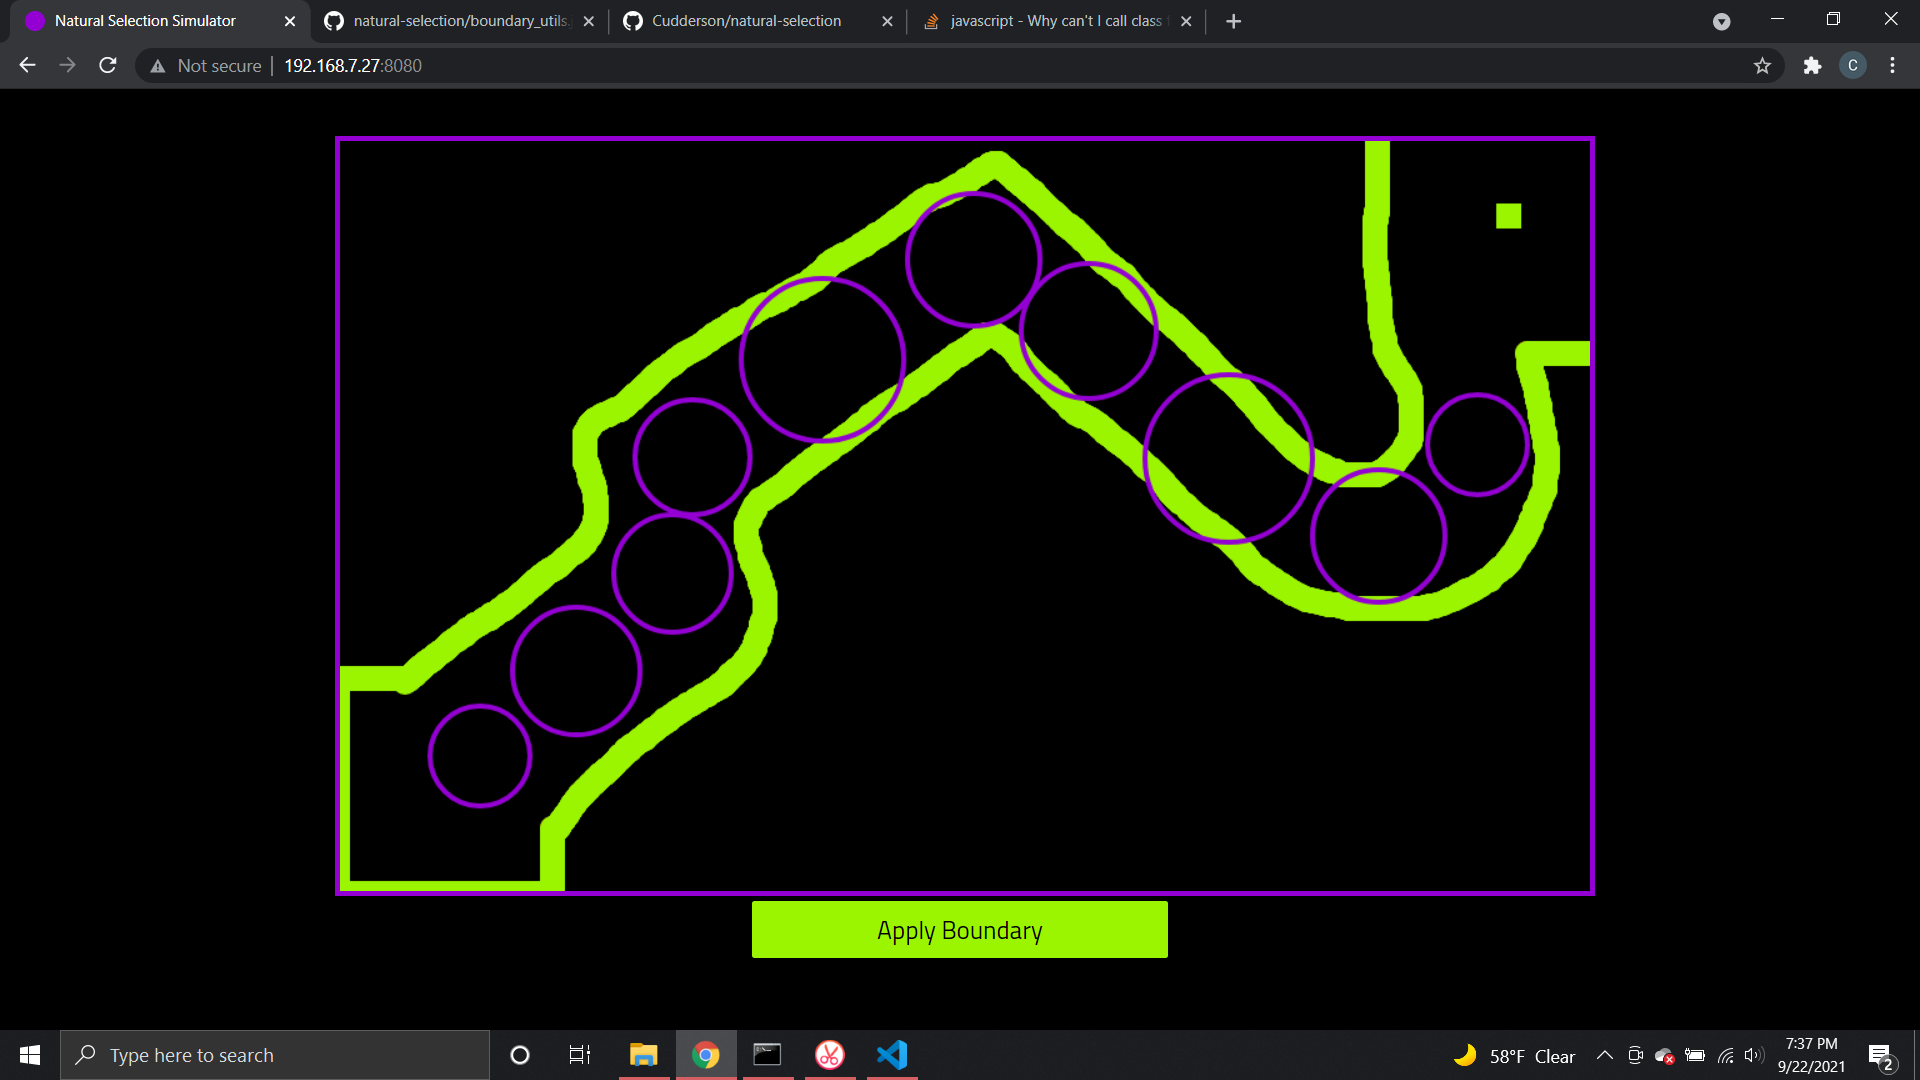 Natural Selection Simulator
natural-selection/boundary_utils.
Cudderson/natural-selection
javascript - Why can't I call class
Not secure
192.168.7.27:8080
C
Apply Boundary
Type here to search
58°F Clear
7:37 PM
9/22/2021
2